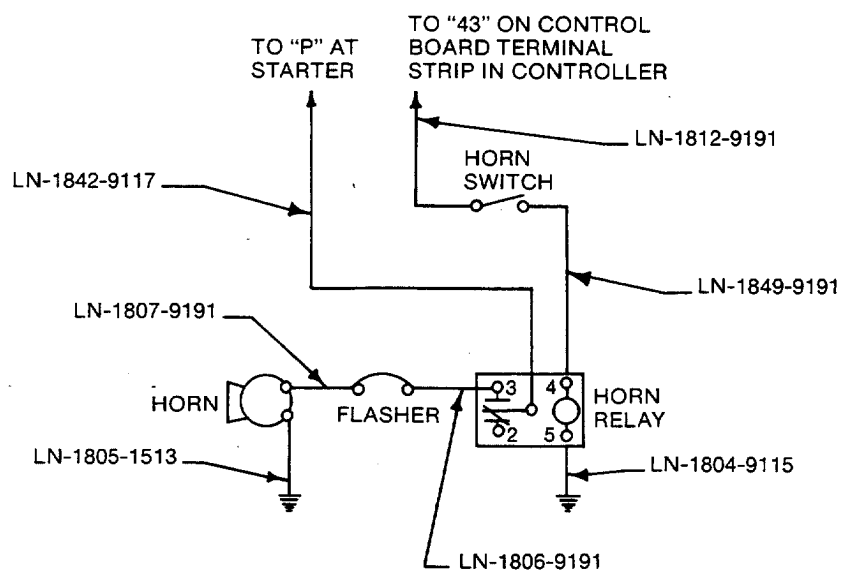 TO "P" AT
STARTER
TO "43" ON CONTROL
BOARD TERMINAL
STRIP IN CONTROLLER
LN-1812-9191
HORN
SWITCH
LN-1842-9117
LN-1849-9191
LN-1807-9191
HORN
FLASHER
3
4
2
5
HORN
RELAY
LN-1805-1513
LN-1804-9115
LN-1806-9191